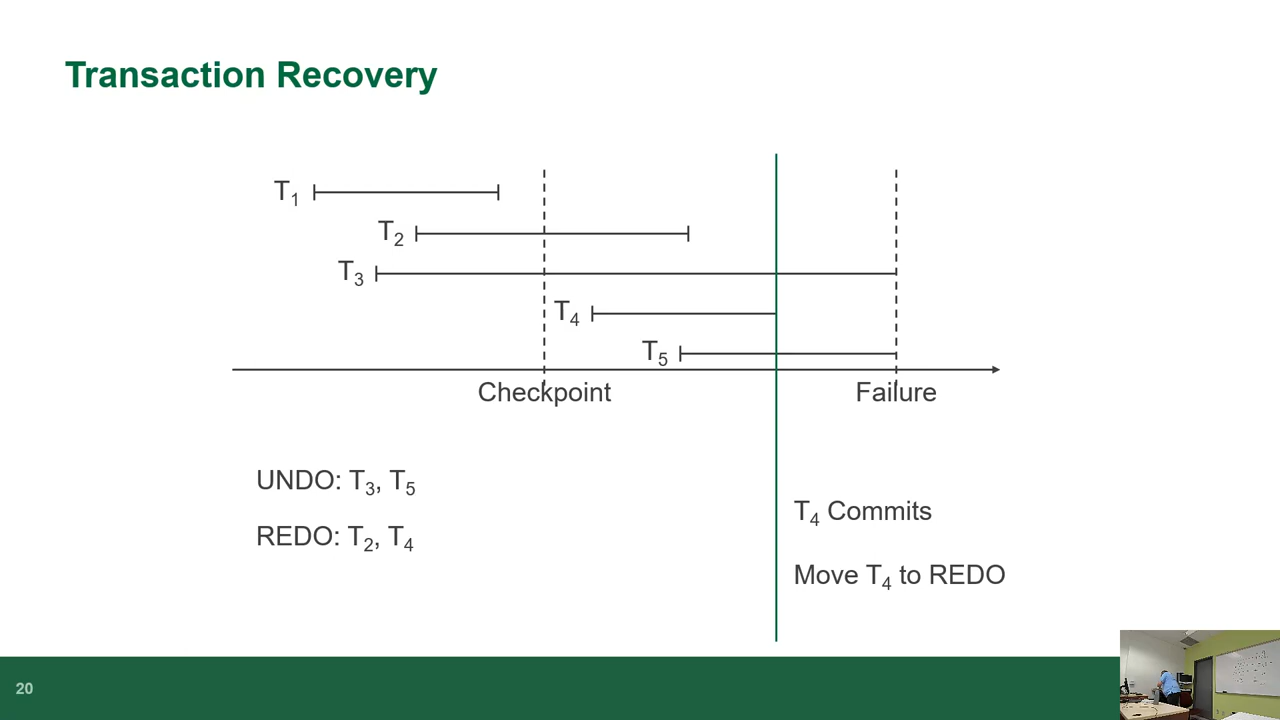 Transaction Recovery
T₁
T₂
T₃
T₄
T₅
Checkpoint
Failure
UNDO: T₃, T₅
REDO: T₂, T₄
T₄ Commits
Move T₄ to REDO
20